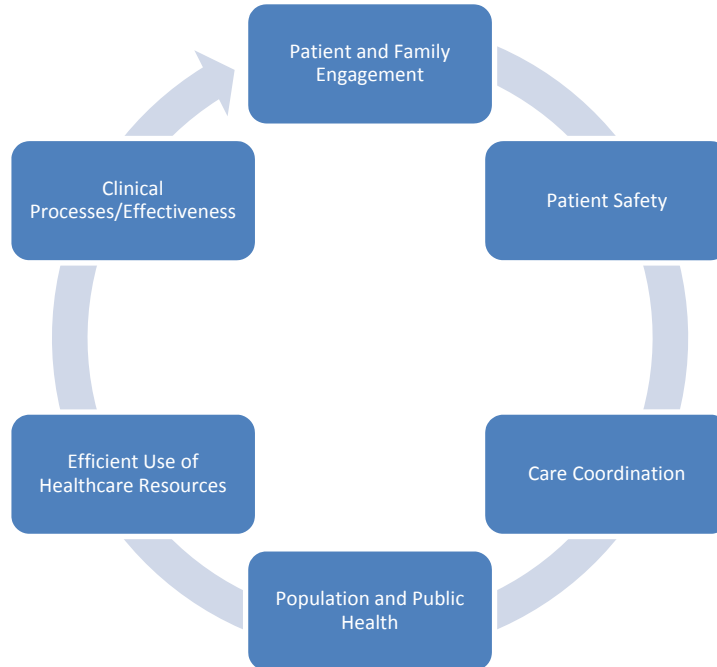 Patient and Family
Engagement
Patient Safety
Care Coordination
Population and Public
Health
Efficient Use of
Healthcare Resources
Clinical
Processes/Effectiveness